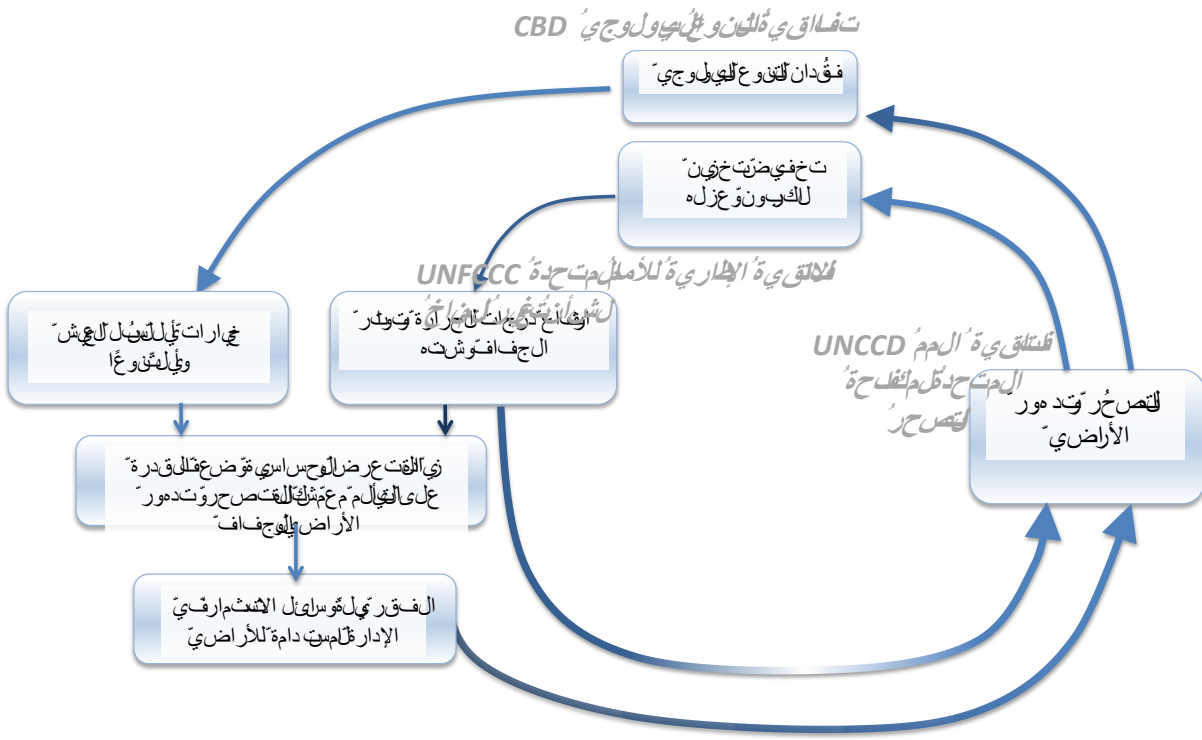 اتفاقية التنوع البيولوجي CBD
فقدان التنوع البيولوجي
تخفيض تخزين
الكربون وعزله
الاتفاقية الإطارية للأمم المتحدة UNFCCC
بشأن تغير المناخ
خيارات أقل لسبل العيش
وأقل تنوعًا
درجات الحرارة وتواتر
الجفاف وشدته
اتفاقية الأمم UNCCD
المتحدة لمكافحة
التصحر
التصحر وتدهور
الأراضي
زيادة التعرض والحساسية وضعف القدرة
على التأقلم مع مشاكل التصحر وتدهور
الأراضي والجفاف
الفقر وقلة وسائل الاستثمار في
الإدارة المستدامة للأراضي